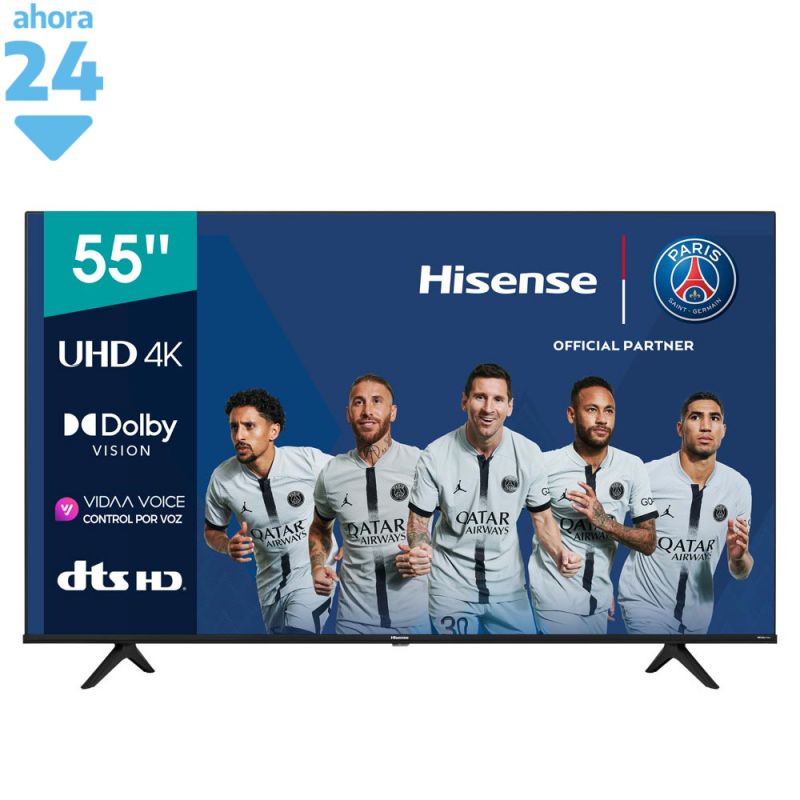 ahora
24
55"
UHD 4K
Dolby
VISION
VIDAA VOICE
CONTROL POR VOZ
dts HD
Hisense
PARIS
SAINT-GERMAIN
OFFICIAL PARTNER
QATAR
AIRWAYS
QATAR
AIRWAYS
QATAR
AIRWAYS
QATAR
AIRWAYS
GOAT
QATAR
AIRWAYS
30
Hisense